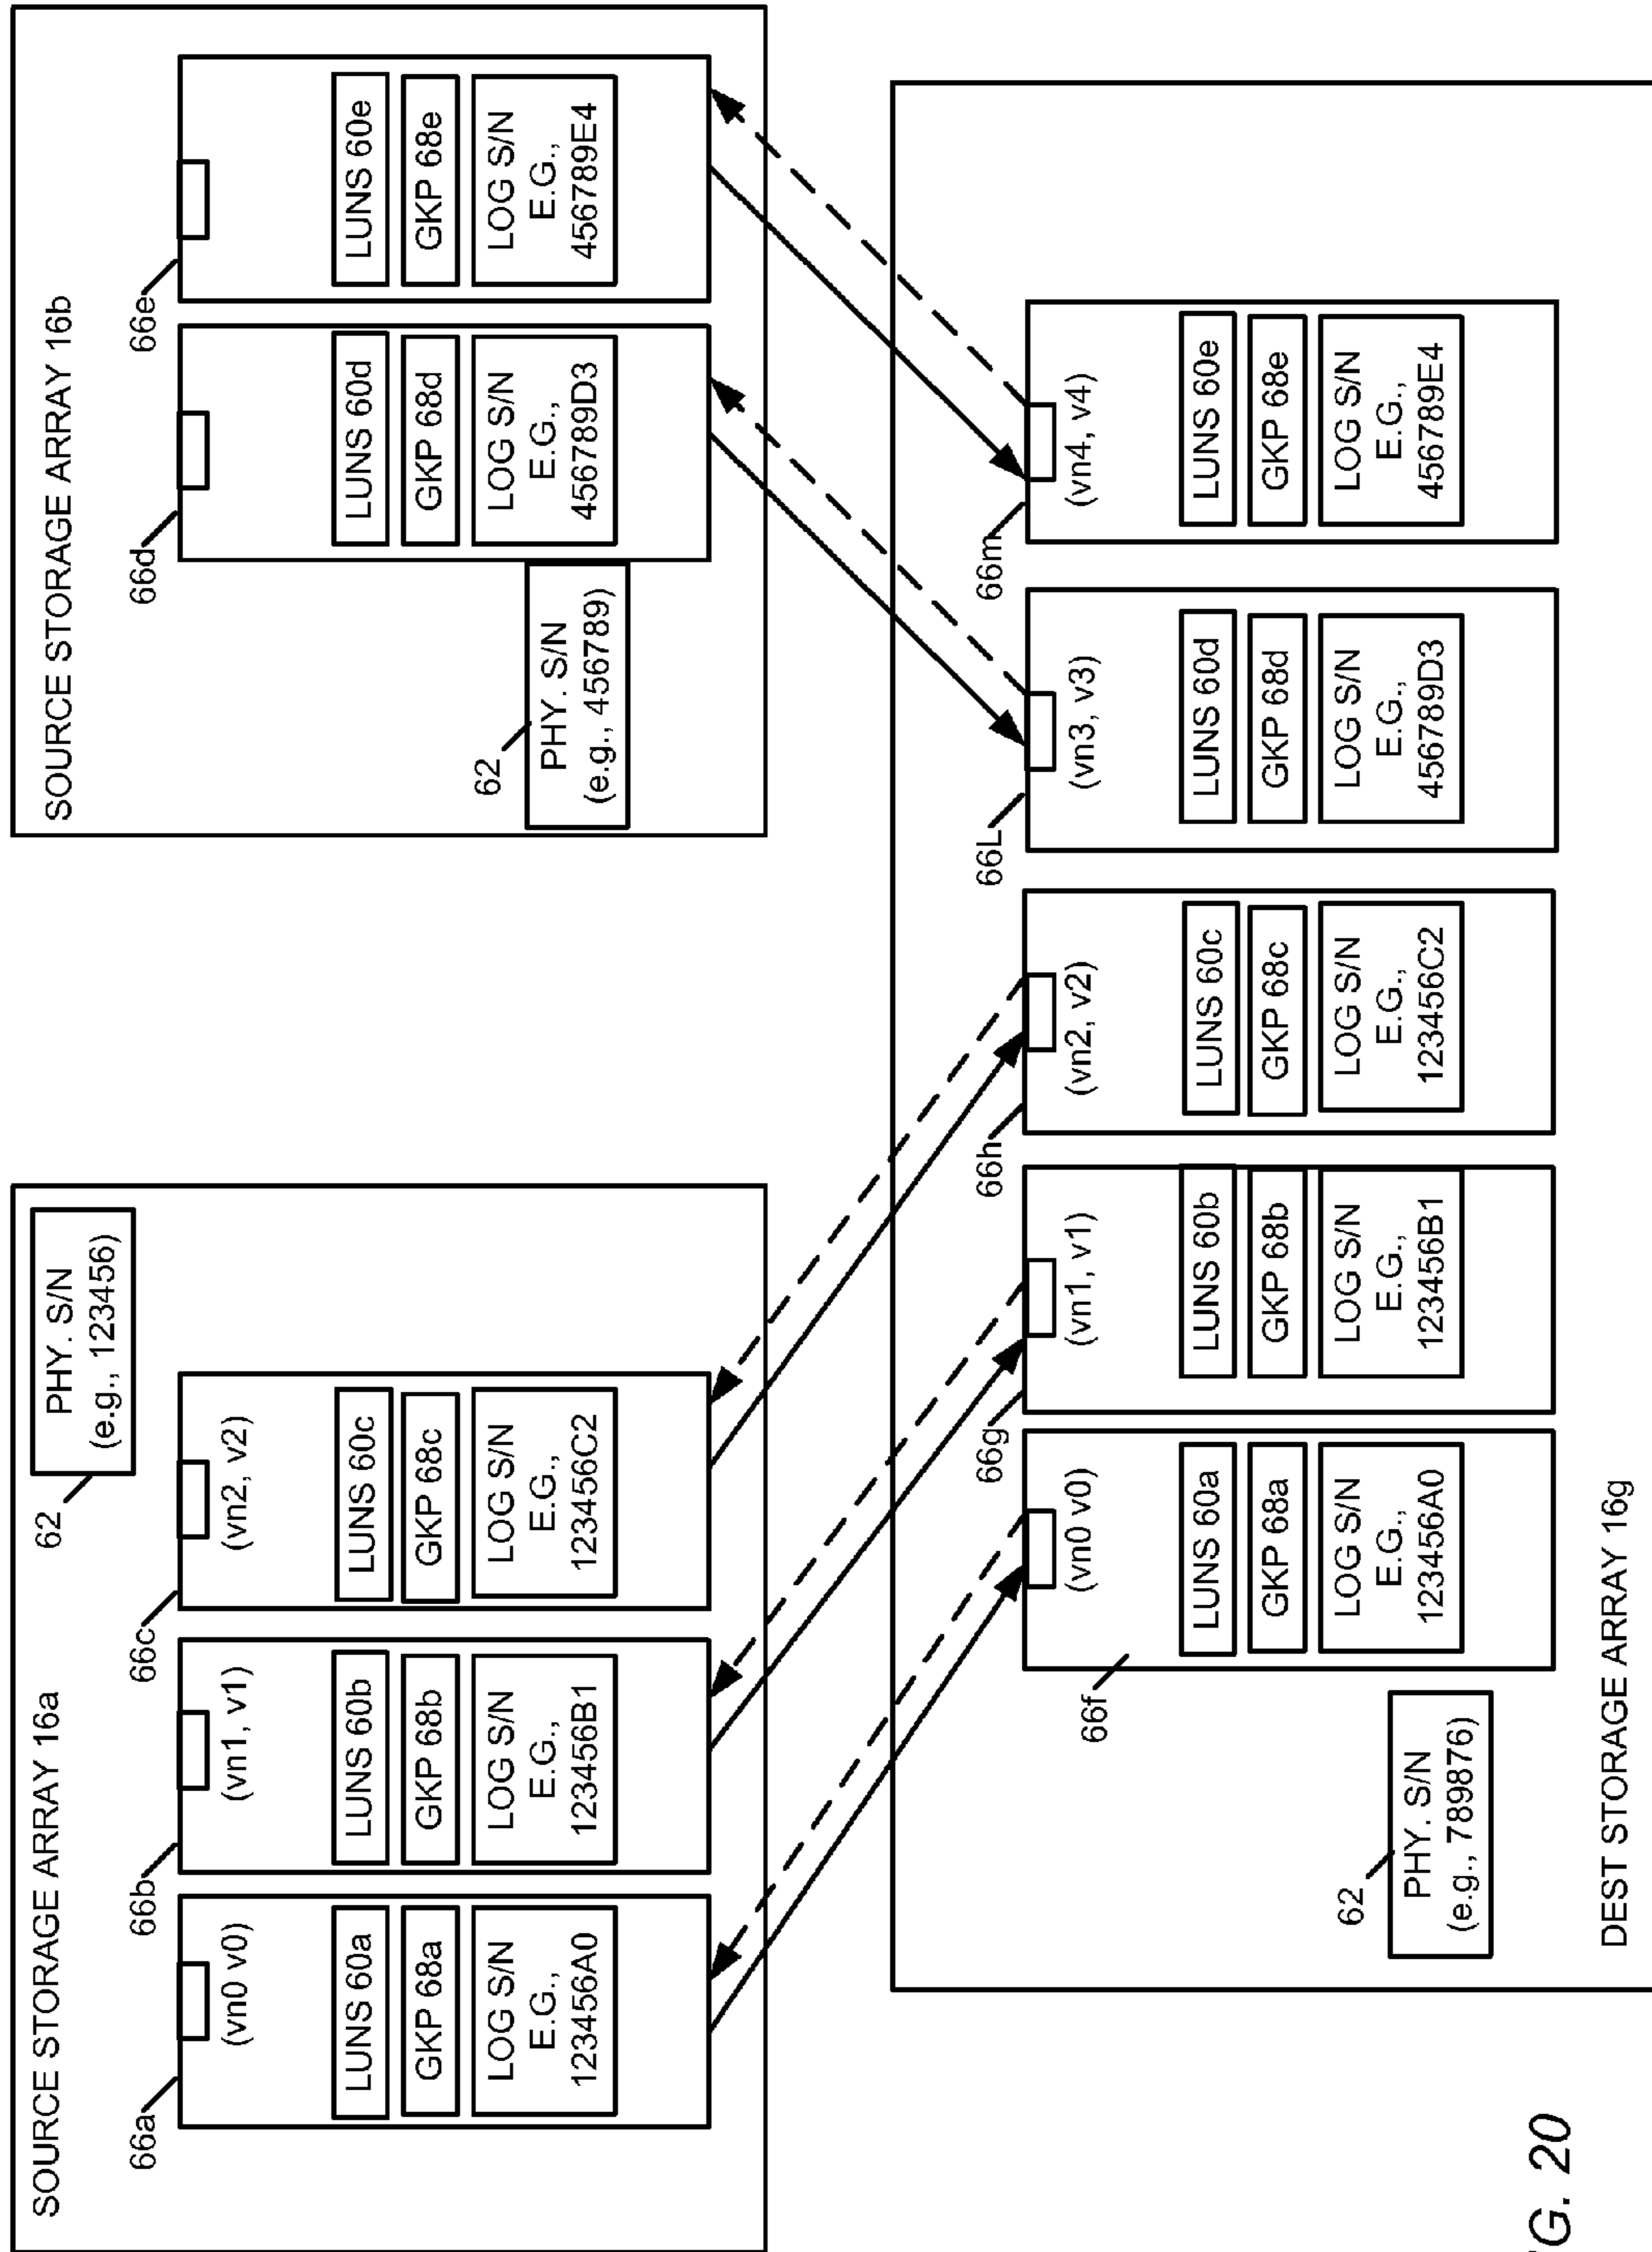 SOURCE STORAGE ARRAY 16a
62
PHY. S/N
(e.g., 123456)
66a
(vn0 v0)
LUNS 60a
GKP 68a
LOG S/N
E.G.,
123456A0
66b
(vn1, v1)
LUNS 60b
GKP 68b
LOG S/N
E.G.,
123456B1
66c
(vn2, v2)
LUNS 60c
GKP 68c
LOG S/N
E.G.,
123456C2
SOURCE STORAGE ARRAY 16b
62
PHY. S/N
(e.g., 456789)
66d
LUNS 60d
GKP 68d
LOG S/N
E.G.,
456789D3
66e
LUNS 60e
GKP 68e
LOG S/N
E.G.,
456789E4
66f
(vn0 v0)
LUNS 60a
GKP 68a
LOG S/N
E.G.,
123456A0
66g
(vn1, v1)
LUNS 60b
GKP 68b
LOG S/N
E.G.,
123456B1
66h
(vn2, v2)
LUNS 60c
GKP 68c
LOG S/N
E.G.,
123456C2
66L
(vn3, v3)
LUNS 60d
GKP 68d
LOG S/N
E.G.,
456789D3
66m
(vn4, v4)
LUNS 60e
GKP 68e
LOG S/N
E.G.,
456789E4
62
PHY. S/N
(e.g., 789876)
DEST STORAGE ARRAY 16g
G. 20